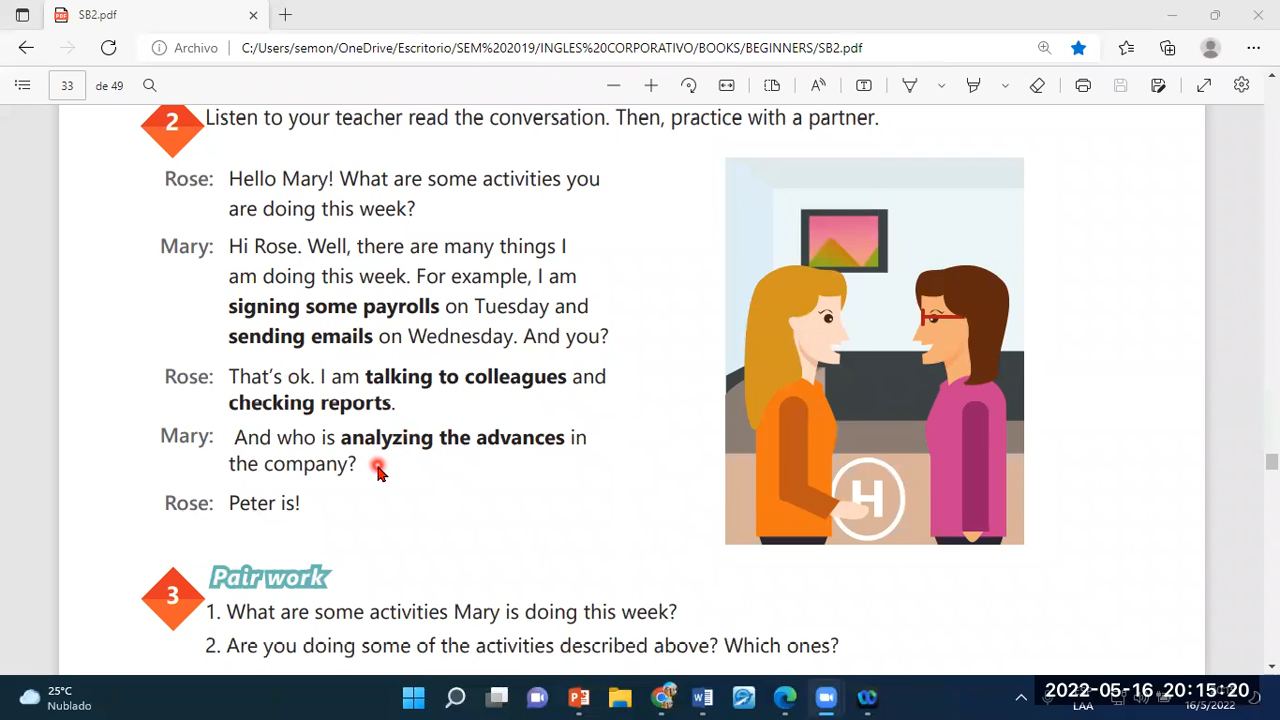 SB2.pdf
Archivo C:/Users/semon/OneDrive/Escritorio/SEM%202019/INGLES%20CORPORATIVO/BOOKS/BEGINNERS/SB2.pdf
33 de 49
2 Listen to your teacher read the conversation. Then, practice with a partner.
Rose: Hello Mary! What are some activities you
are doing this week?
Mary: Hi Rose. Well, there are many things I
am doing this week. For example, I am
signing some payrolls on Tuesday and
sending emails on Wednesday. And you?
Rose: That's ok. I am talking to colleagues and
checking reports.
Mary: And who is analyzing the advances in
the company?
Rose: Peter is!
H
3 Pair work
1. What are some activities Mary is doing this week?
2. Are you doing some of the activities described above? Which ones?
25°C
Nublado
LAA
2022-05-16 20:15:20
16/5/2022